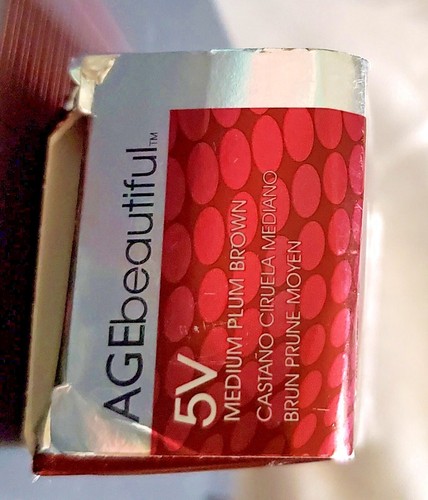 AGEbeautiful™
5V
MEDIUM PLUM BROWN
CASTAÑO CIRUELA MEDIANO
BRUN PRUNE MOYEN